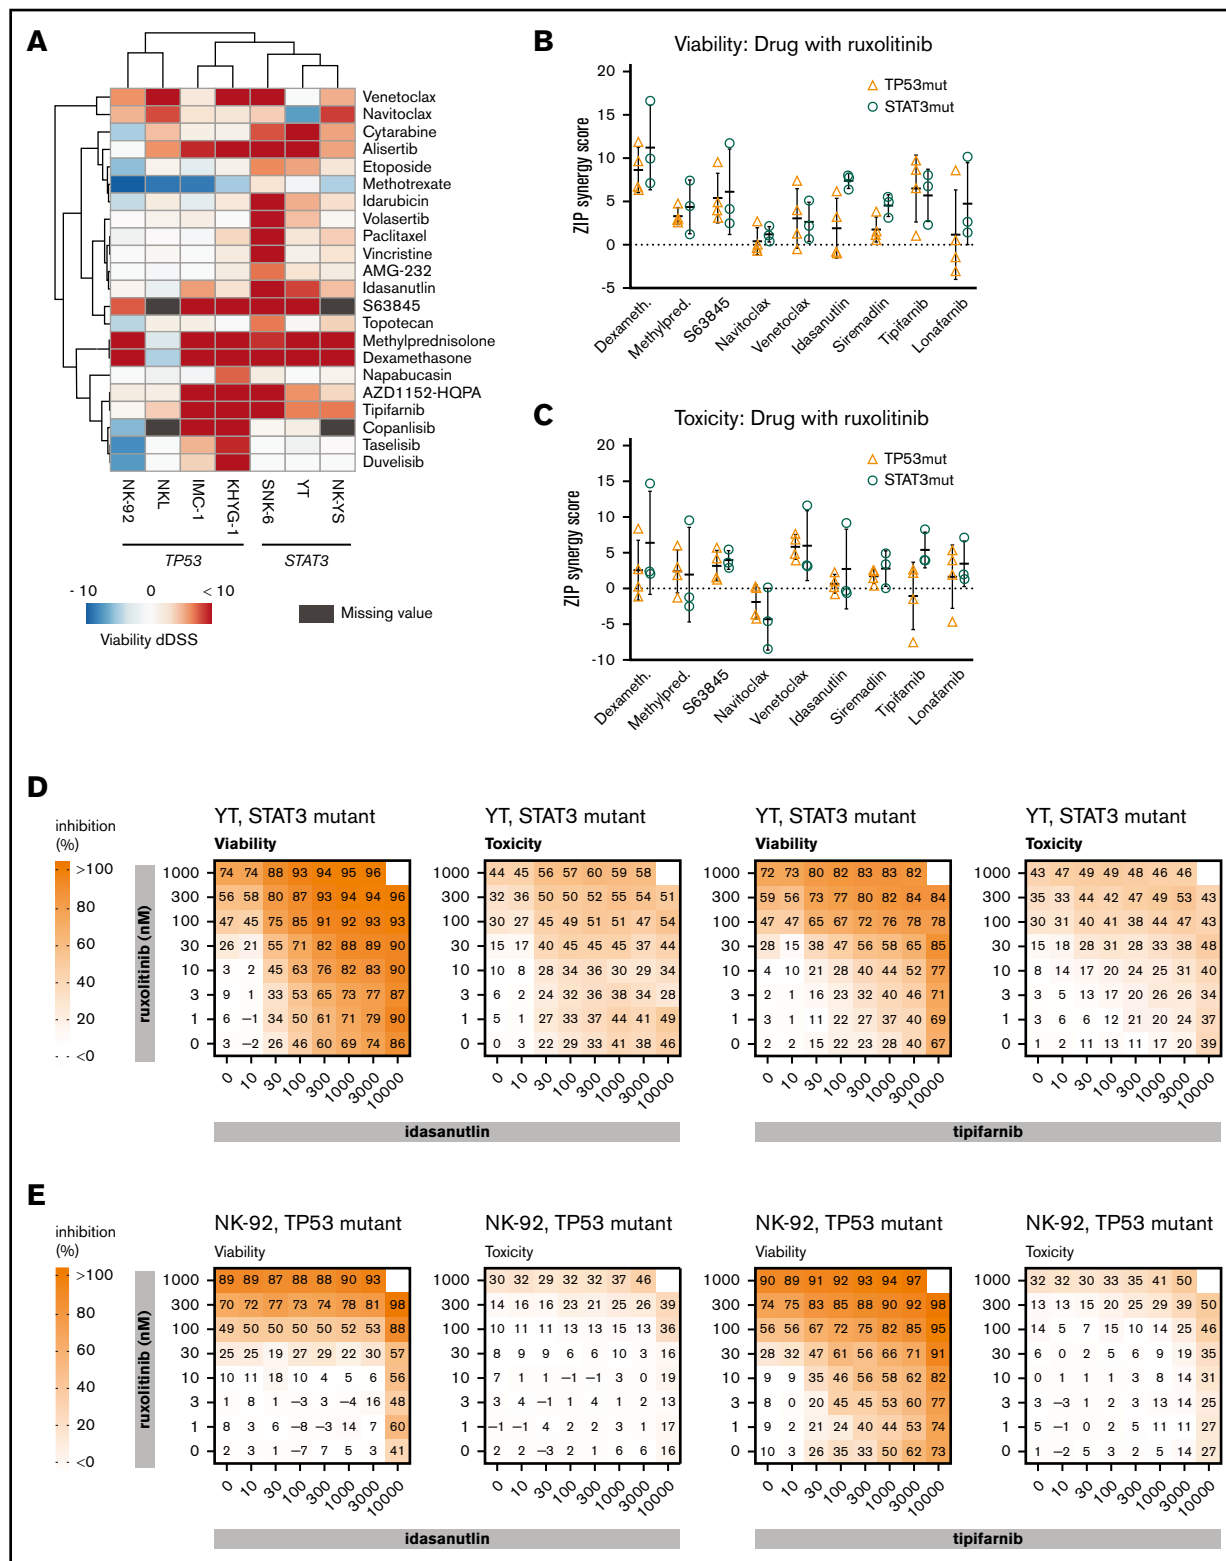 A
Venetoclax
Navitoclax
Cytarabine
Alisertib
Etoposide
Methotrexate
Idarubicin
Volasertib
Paclitaxel
Vincristine
AMG-232
Idasanutlin
S63845
Topotecan
Methylprednisolone
Dexamethasone
Napabucasin
AZD1152-HQPA
Tipifarnib
Copanlisib
Taselisib
Duvelisib
NK-92 NKL IMC-1 KHYG-1 SNK-6 YT NK-YS
TP53 STAT3
- 10 0 < 10
Viability dDSS
Missing value
B
Viability: Drug with ruxolitinib
ZIP synergy score
20
15
10
5
0
-5
TP53mut
STAT3mut
Dexameth. Methylpred. S63845 Navitoclax Venetoclax Idasanutlin Siremadlin Tipifarnib Lonafarnib
C
Toxicity: Drug with ruxolitinib
ZIP synergy score
20
15
10
5
0
-5
-10
TP53mut
STAT3mut
Dexameth. Methylpred. S63845 Navitoclax Venetoclax Idasanutlin Siremadlin Tipifarnib Lonafarnib
D
inhibition
(%)
>100
80
60
40
20
<0
ruxolitinib (nM)
YT, STAT3 mutant
Viability
1000 74 74 88 93 94 95 96
300 56 58 80 87 93 94 94 96
100 47 45 75 85 91 92 93 93
30 26 21 55 71 82 88 89 90
10 3 2 45 63 76 82 83 90
3 9 1 33 53 65 73 77 87
1 6 –1 34 50 61 71 79 90
0 3 –2 26 46 60 69 74 86
0 10 30 100 300 1000 3000 10000
YT, STAT3 mutant
Toxicity
44 45 56 57 60 59 58
32 36 50 50 52 55 54 51
30 27 45 49 51 51 47 54
15 17 40 45 45 45 37 44
10 8 28 34 36 30 29 34
6 2 24 32 36 38 34 28
5 1 27 33 37 44 41 49
0 3 22 29 33 41 38 46
0 10 30 100 300 1000 3000 10000
idasanutlin
YT, STAT3 mutant
Viability
1000 72 73 80 82 83 83 82
300 59 56 73 77 80 82 84 84
100 47 47 65 67 72 76 78 78
30 28 15 38 47 56 58 65 85
10 4 10 21 28 40 44 52 77
3 2 1 16 23 32 40 46 71
1 3 1 11 22 27 37 40 69
0 2 2 15 22 23 28 40 67
0 10 30 100 300 1000 3000 10000
YT, STAT3 mutant
Toxicity
1000 43 47 49 49 48 46 46
300 35 33 44 42 47 49 53 43
100 30 31 40 41 38 44 47 43
30 15 18 28 31 28 33 38 48
10 8 14 17 20 24 25 31 40
3 3 5 13 17 20 26 26 34
1 3 6 6 12 21 20 24 37
0 1 2 11 13 11 17 20 39
0 10 30 100 300 1000 3000 10000
tipifarnib
E
inhibition
(%)
>100
80
60
40
20
<0
ruxolitinib (nM)
NK-92, TP53 mutant
Viability
1000 89 89 87 88 88 90 93
300 70 72 77 73 74 78 81 98
100 49 50 50 50 50 52 53 88
30 25 25 19 27 29 22 30 57
10 10 11 18 10 4 5 6 56
3 1 8 1 –3 3 –4 16 48
1 8 3 6 –8 –3 14 7 60
0 2 3 1 –7 7 5 3 41
0 10 30 100 300 1000 3000 10000
NK-92, TP53 mutant
Toxicity
30 32 29 32 32 37 46
14 16 16 23 21 25 26 39
10 11 11 13 13 15 13 36
8 9 9 6 6 10 3 16
7 1 1 –1 –1 3 0 19
3 4 –1 1 4 1 2 13
–1 –1 4 2 2 3 1 17
2 2 –3 2 1 6 6 16
0 10 30 100 300 1000 3000 10000
idasanutlin
NK-92, TP53 mutant
Viability
1000 90 89 91 92 93 94 97
300 74 75 83 85 88 90 92 98
100 56 56 67 72 75 82 85 95
30 28 32 47 61 56 66 71 91
10 9 9 35 46 56 58 62 82
3 8 0 20 45 45 53 60 77
1 9 2 21 24 40 44 53 74
0 10 3 26 35 33 50 62 73
0 10 30 100 300 1000 3000 10000
NK-92, TP53 mutant
Toxicity
1000 32 32 30 33 35 41 50
300 13 13 15 20 25 29 39 50
100 14 5 7 15 10 14 25 46
30 6 0 2 5 6 9 19 35
10 0 1 1 1 3 8 14 31
3 4 –1 1 3 5 14 14 25
1 5 –1 0 2 5 11 11 27
0 1 –2 5 3 2 5 14 27
0 10 30 100 300 1000 3000 10000
tipifarnib